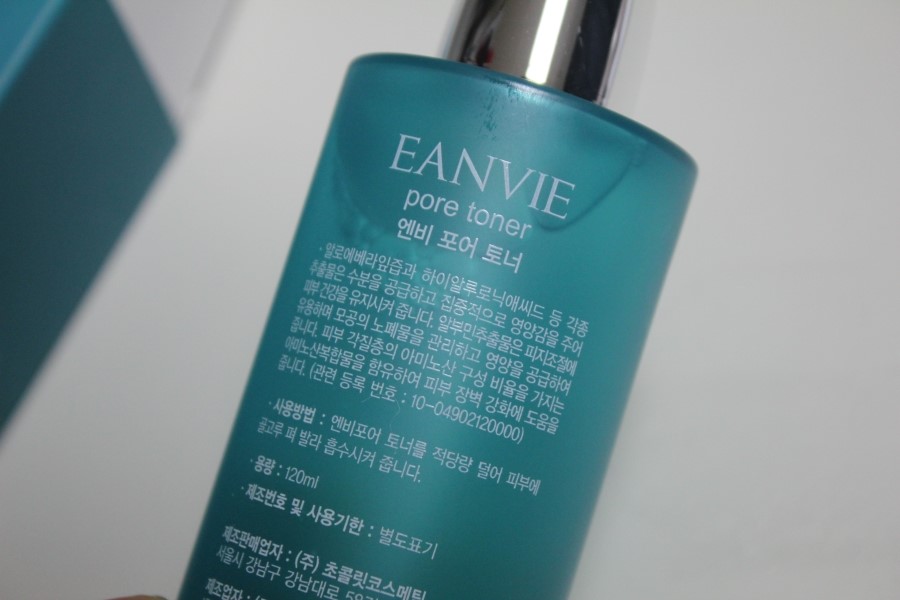 EANVIE
pore toner
엔비 포어 토너
· 알로에베라잎즙과 하이알루로닉애씨드 등 각종
추출물은 수분을 공급하고 집중적으로 영양감을 주어
피부 건강을 유지시켜 줍니다. 알부민추출물은 피지조절에
유용하며 모공의 노폐물을 관리하고 영양을 공급하여
줍니다. 피부 각질층의 아미노산 구성 비율을 가지는
아미노산복합물을 함유하여 피부 장벽 강화에 도움을
줍니다. (관련 등록 번호 : 10-04902120000)
· 사용방법 : 엔비포어 토너를 적당량 덜어 피부에
골고루 펴 발라 흡수시켜 줍니다.
· 용량 : 120ml
· 제조번호 및 사용기한 : 별도표기
제조판매업자 : (주) 초콜릿코스메틱
서울시 강남구 강남대로
제조업자 :